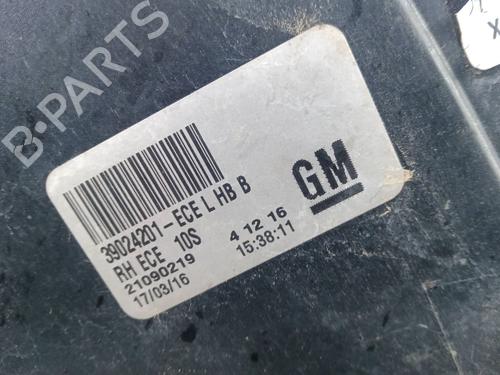 B-PARTS
39024201-ECE L HB B
RH ECE 10S
21090219
17/03/16
4 12 16
15:38:11
GM
X